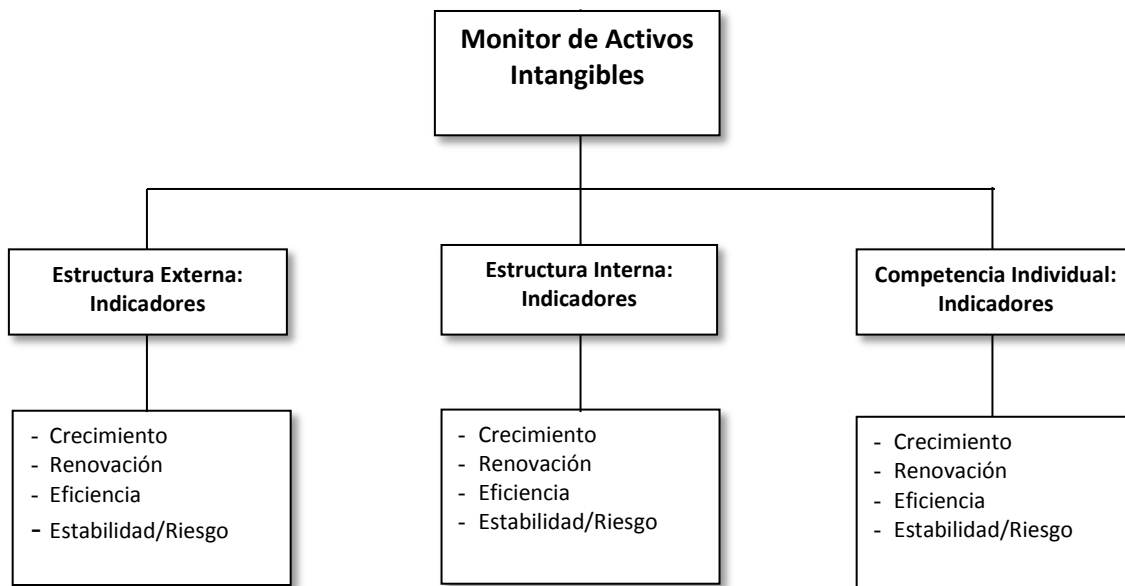 Monitor de Activos
Intangibles
Estructura Externa:
Indicadores
Estructura Interna:
Indicadores
Competencia Individual:
Indicadores
- Crecimiento
- Renovación
- Eficiencia
- Estabilidad/Riesgo
- Crecimiento
- Renovación
- Eficiencia
- Estabilidad/Riesgo
- Crecimiento
- Renovación
- Eficiencia
- Estabilidad/Riesgo